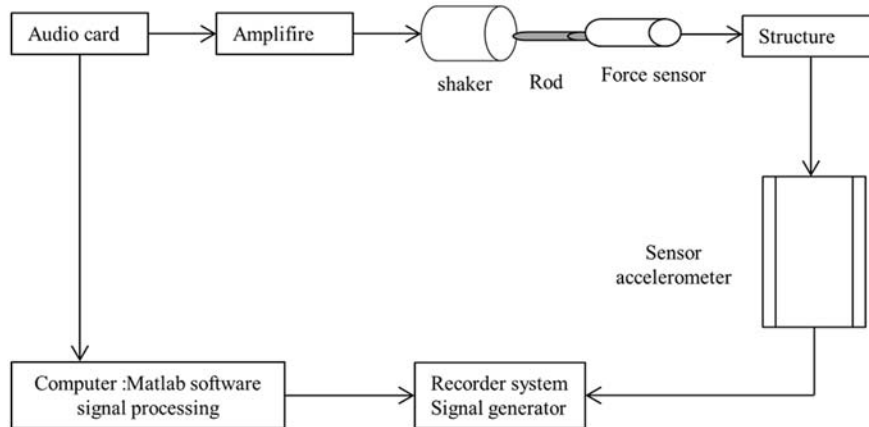 Audio card
Amplifire
Structure
shaker
Rod
Force sensor
Sensor
accelerometer
Computer :Matlab software
signal processing
Recorder system
Signal generator